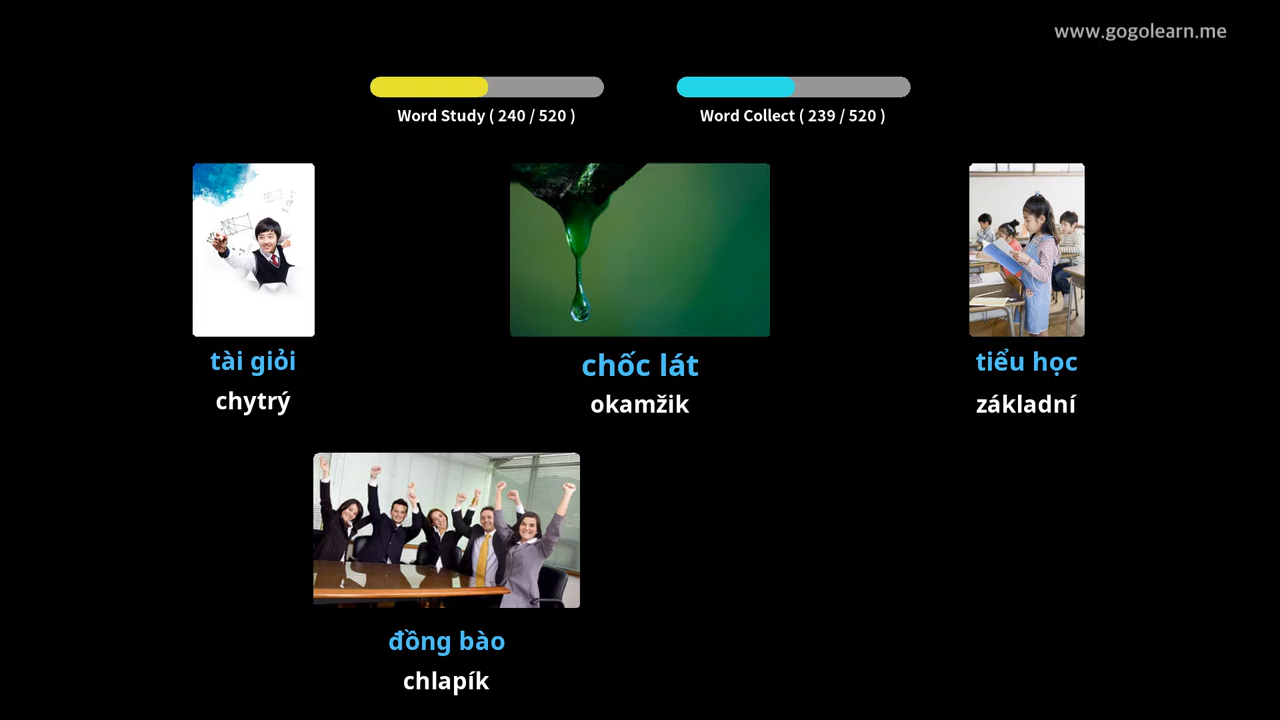 www.gogolearn.me
Word Study ( 240 / 520 )
Word Collect ( 239 / 520 )
tài giỏi
chytrý
chốc lát
okamžik
tiểu học
základní
đồng bào
chlapík